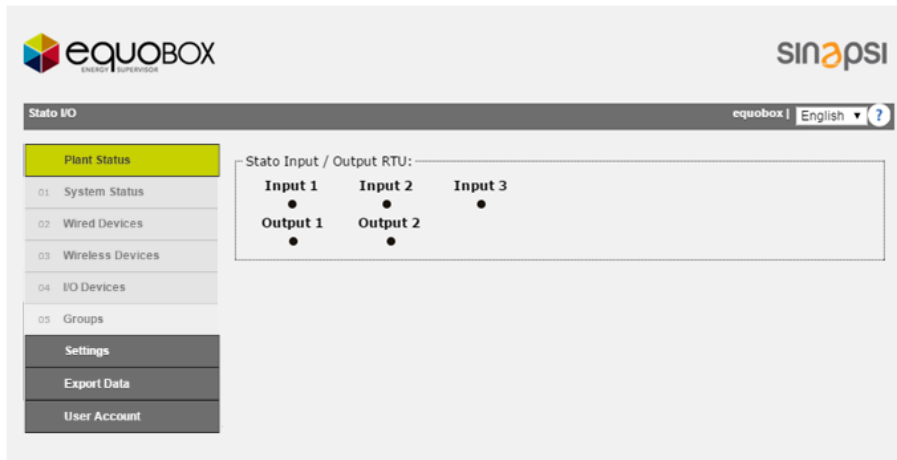 equoBOX
ENERGY SUPERVISOR
sinapsi
Stato I/O
equobox | English ▼ ?
Plant Status
01 System Status
02 Wired Devices
03 Wireless Devices
04 I/O Devices
05 Groups
Settings
Export Data
User Account
Stato Input / Output RTU:
Input 1 Input 2 Input 3
Output 1 Output 2